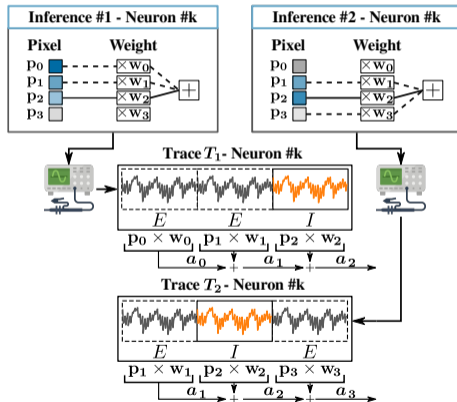 Inference #1 - Neuron #k
Pixel Weight
p₀ ×w₀
p₁ ×w₁
p₂ ×w₂ +
p₃ ×w₃
Inference #2 - Neuron #k
Pixel Weight
p₀ ×w₀
p₁ ×w₁
p₂ ×w₂ +
p₃ ×w₃
Trace T₁- Neuron #k
E E I
p₀ × w₀ p₁ × w₁ p₂ × w₂
a₀ + a₁ + a₂
Trace T₂- Neuron #k
E I E
p₁ × w₁ p₂ × w₂ p₃ × w₃
a₁ + a₂ + a₃